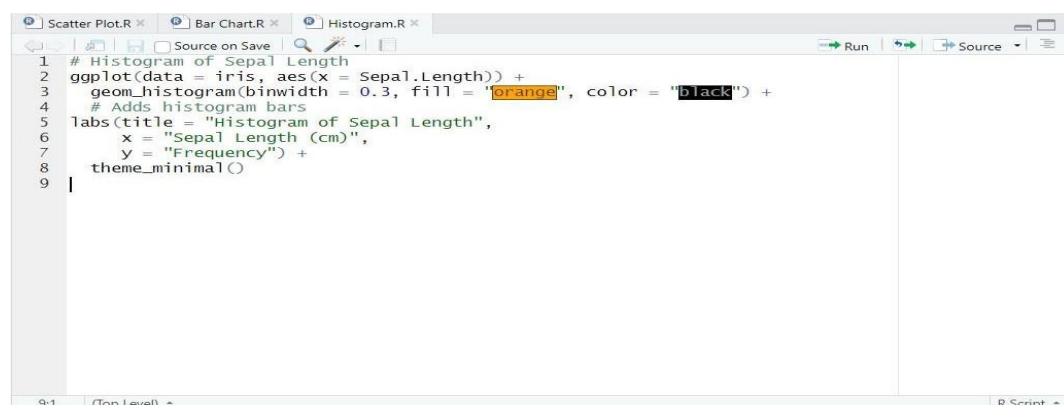 Scatter Plot.R × Bar Chart.R × Histogram.R ×
Source on Save Run Source
1 # Histogram of Sepal Length
2 ggplot(data = iris, aes(x = Sepal.Length)) +
3   geom_histogram(binwidth = 0.3, fill = "orange", color = "black") +
4   # Adds histogram bars
5 labs(title = "Histogram of Sepal Length",
6      x = "Sepal Length (cm)",
7      y = "Frequency") +
8   theme_minimal()
9
9:1 (Top Level) R Script